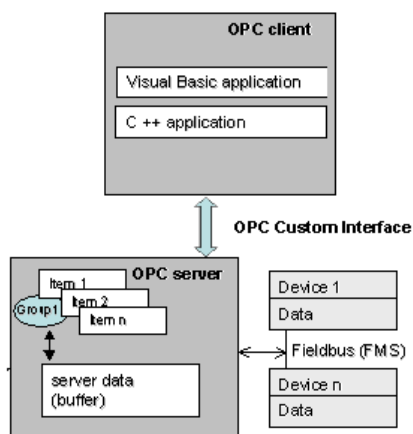 OPC client
Visual Basic application
C ++ application
OPC Custom Interface
OPC server
Item 1
Item 2
Item n
Group1
server data
(buffer)
Device 1
Data
Fieldbus (FMS)
Device n
Data